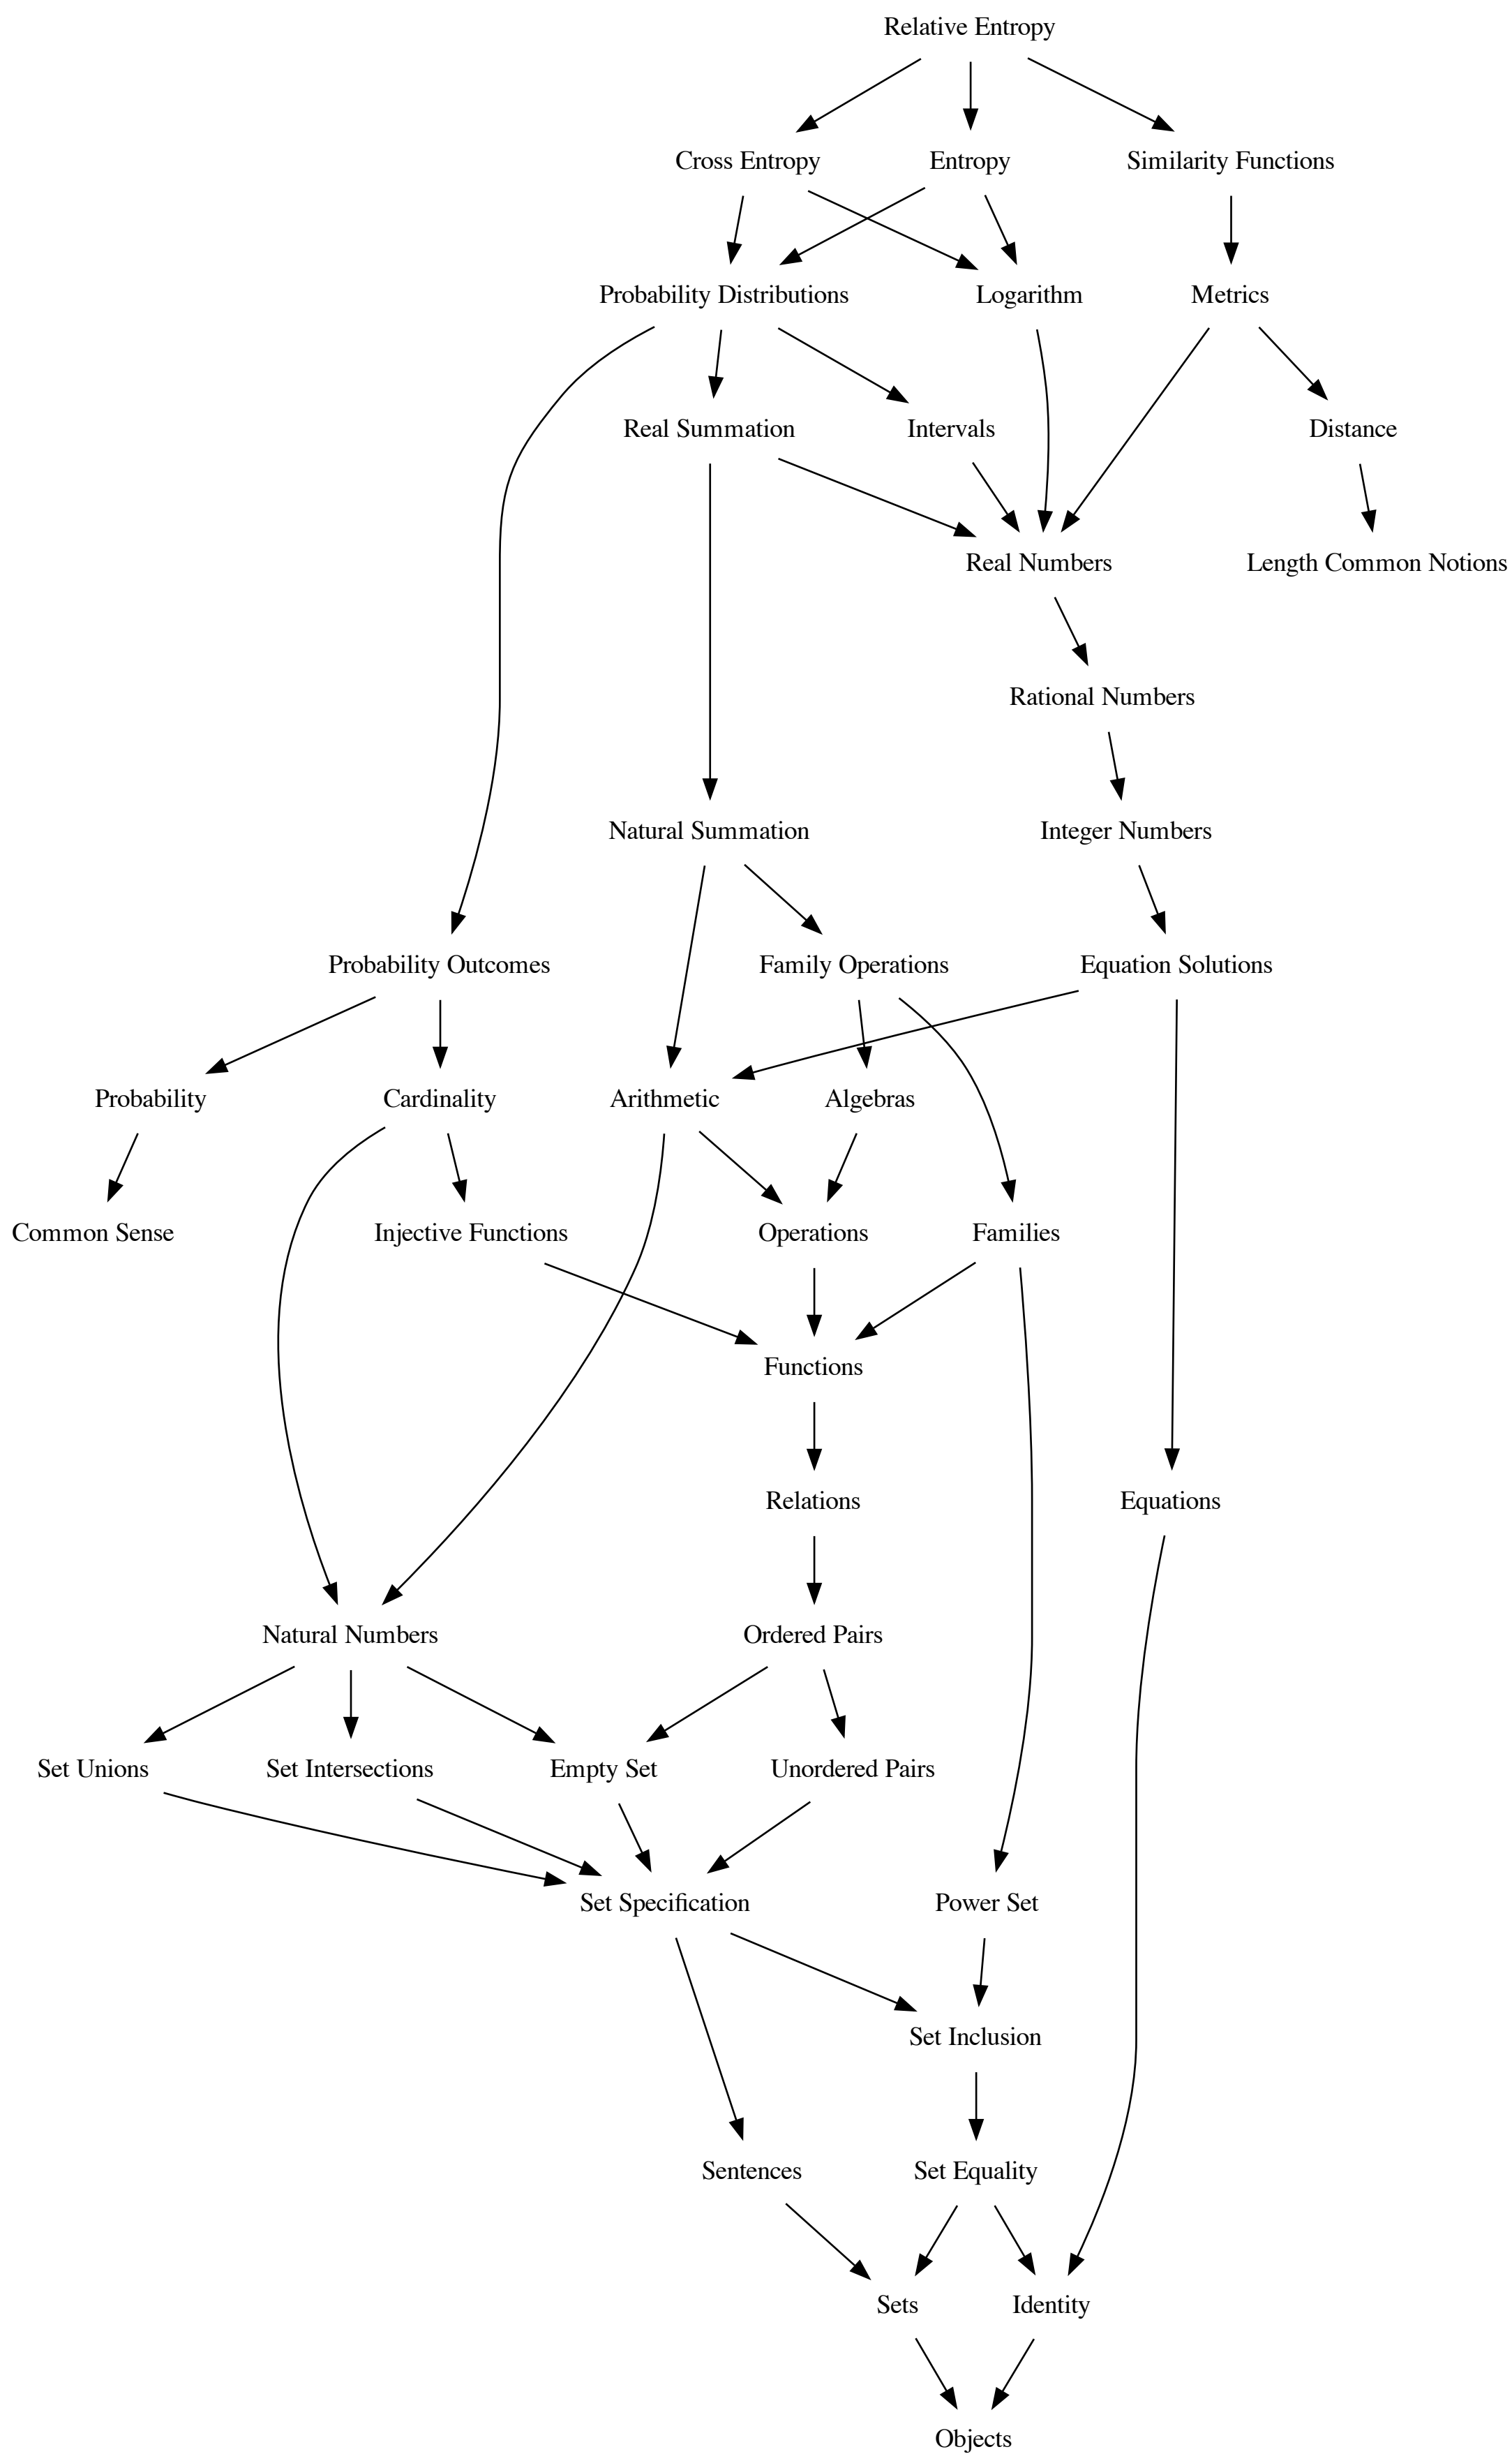 Relative Entropy
Cross Entropy
Entropy
Similarity Functions
Probability Distributions
Logarithm
Metrics
Real Summation
Intervals
Distance
Real Numbers
Length Common Notions
Rational Numbers
Natural Summation
Integer Numbers
Probability Outcomes
Family Operations
Equation Solutions
Probability
Cardinality
Arithmetic
Algebras
Common Sense
Injective Functions
Operations
Families
Functions
Relations
Equations
Natural Numbers
Ordered Pairs
Set Unions
Set Intersections
Empty Set
Unordered Pairs
Set Specification
Power Set
Set Inclusion
Sentences
Set Equality
Sets
Identity
Objects